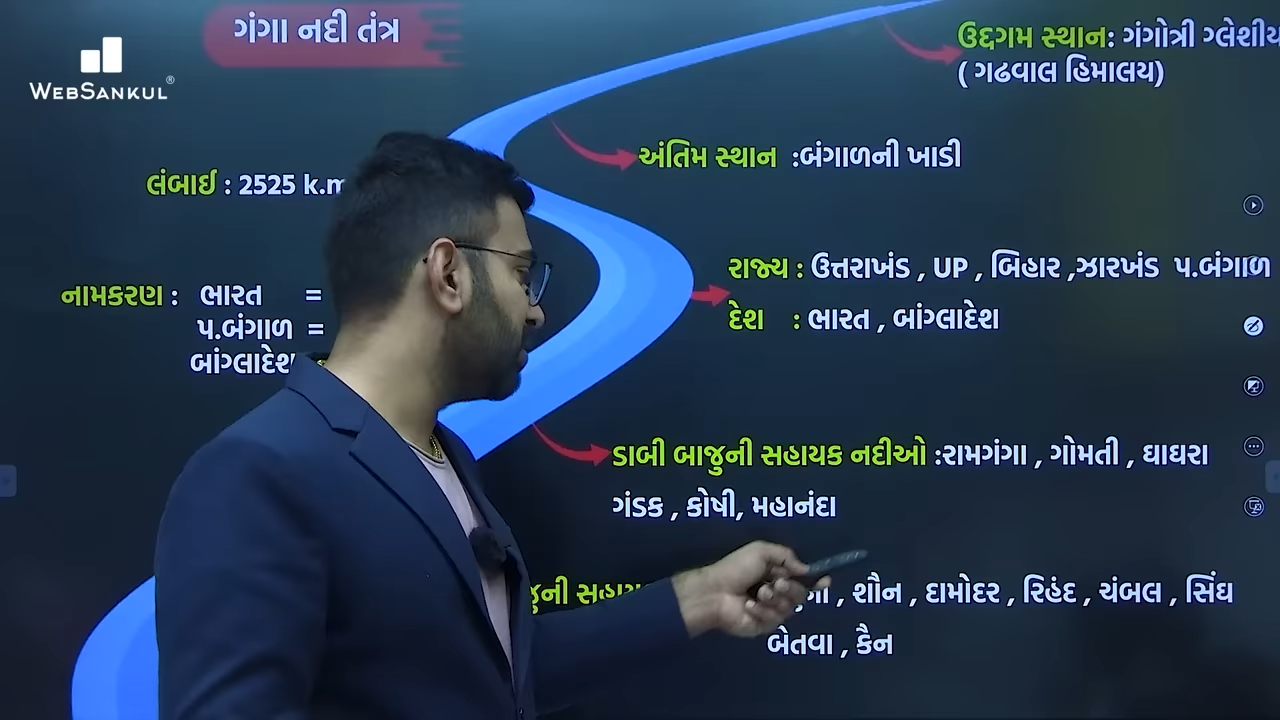 ગંગા નદી તંત્ર
WEBSANKUL®
ઉદ્દગમ સ્થાન: ગંગોત્રી
( ગઢવાલ હિમાલય)
અંતિમ સ્થાન :બંગાળની ખાડી
લંબાઈ : 2525
રાજ્ય : ઉત્તરાખંડ , UP , બિહાર ,ઝારખંડ પ.બંગાળ
દેશ : ભારત , બાંગ્લાદેશ
નામકરણ : ભારત =
પ.બંગાળ =
બાંગ્લાદેશ
ડાબી બાજુની સહાયક નદીઓ :રામગંગા , ગોમતી , ઘાઘરા
ગંડક , કોષી, મહાનંદા
, શૌન , દામોદર , રિહંદ , ચંબલ , સિંઘ
બેતવા , કૈન